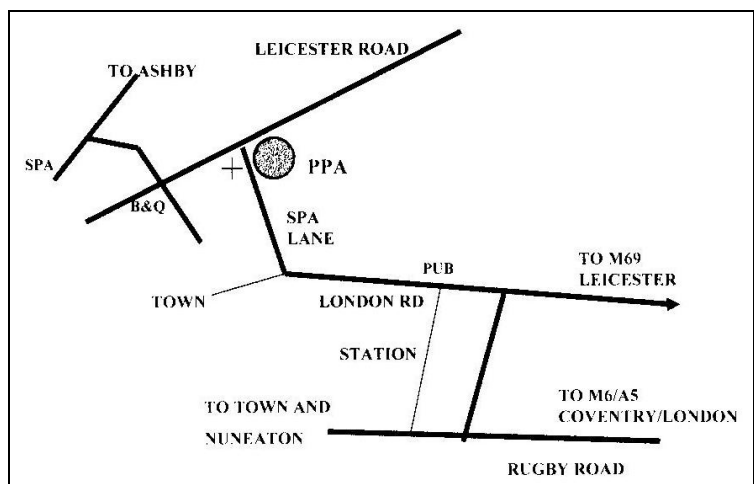 LEICESTER ROAD
TO ASHBY
SPA
PPA
B&Q
SPA
LANE
PUB
TO M69
LEICESTER
TOWN
LONDON RD
STATION
TO M6/A5
COVENTRY/LONDON
TO TOWN AND
NUNEATON
RUGBY ROAD